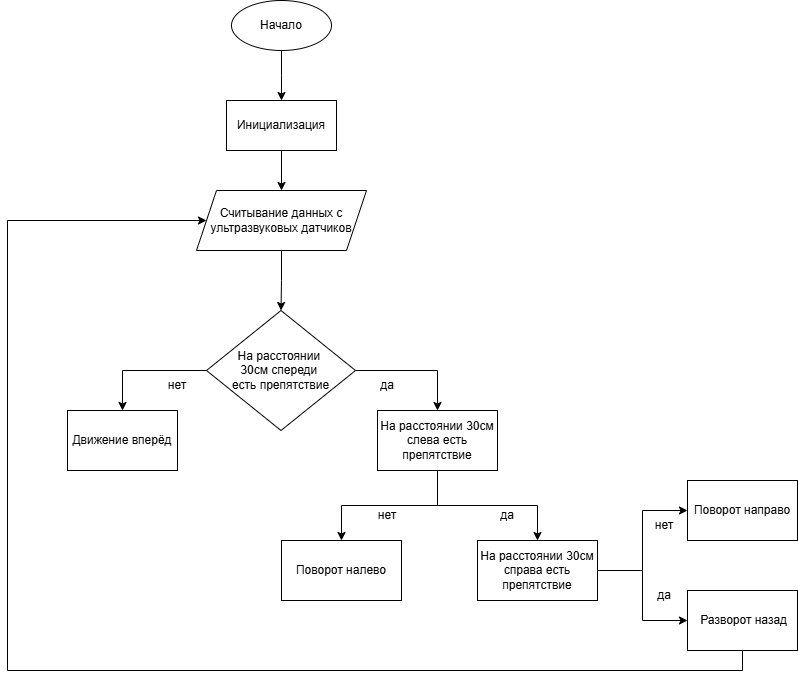 Начало
Инициализация
Считывание данных с
ультразвуковых датчиков
На расстоянии
30см спереди
есть препятствие
нет
да
Движение вперёд
На расстоянии 30см
слева есть
препятствие
нет
да
Поворот налево
На расстоянии 30см
справа есть
препятствие
Поворот направо
нет
да
Разворот назад